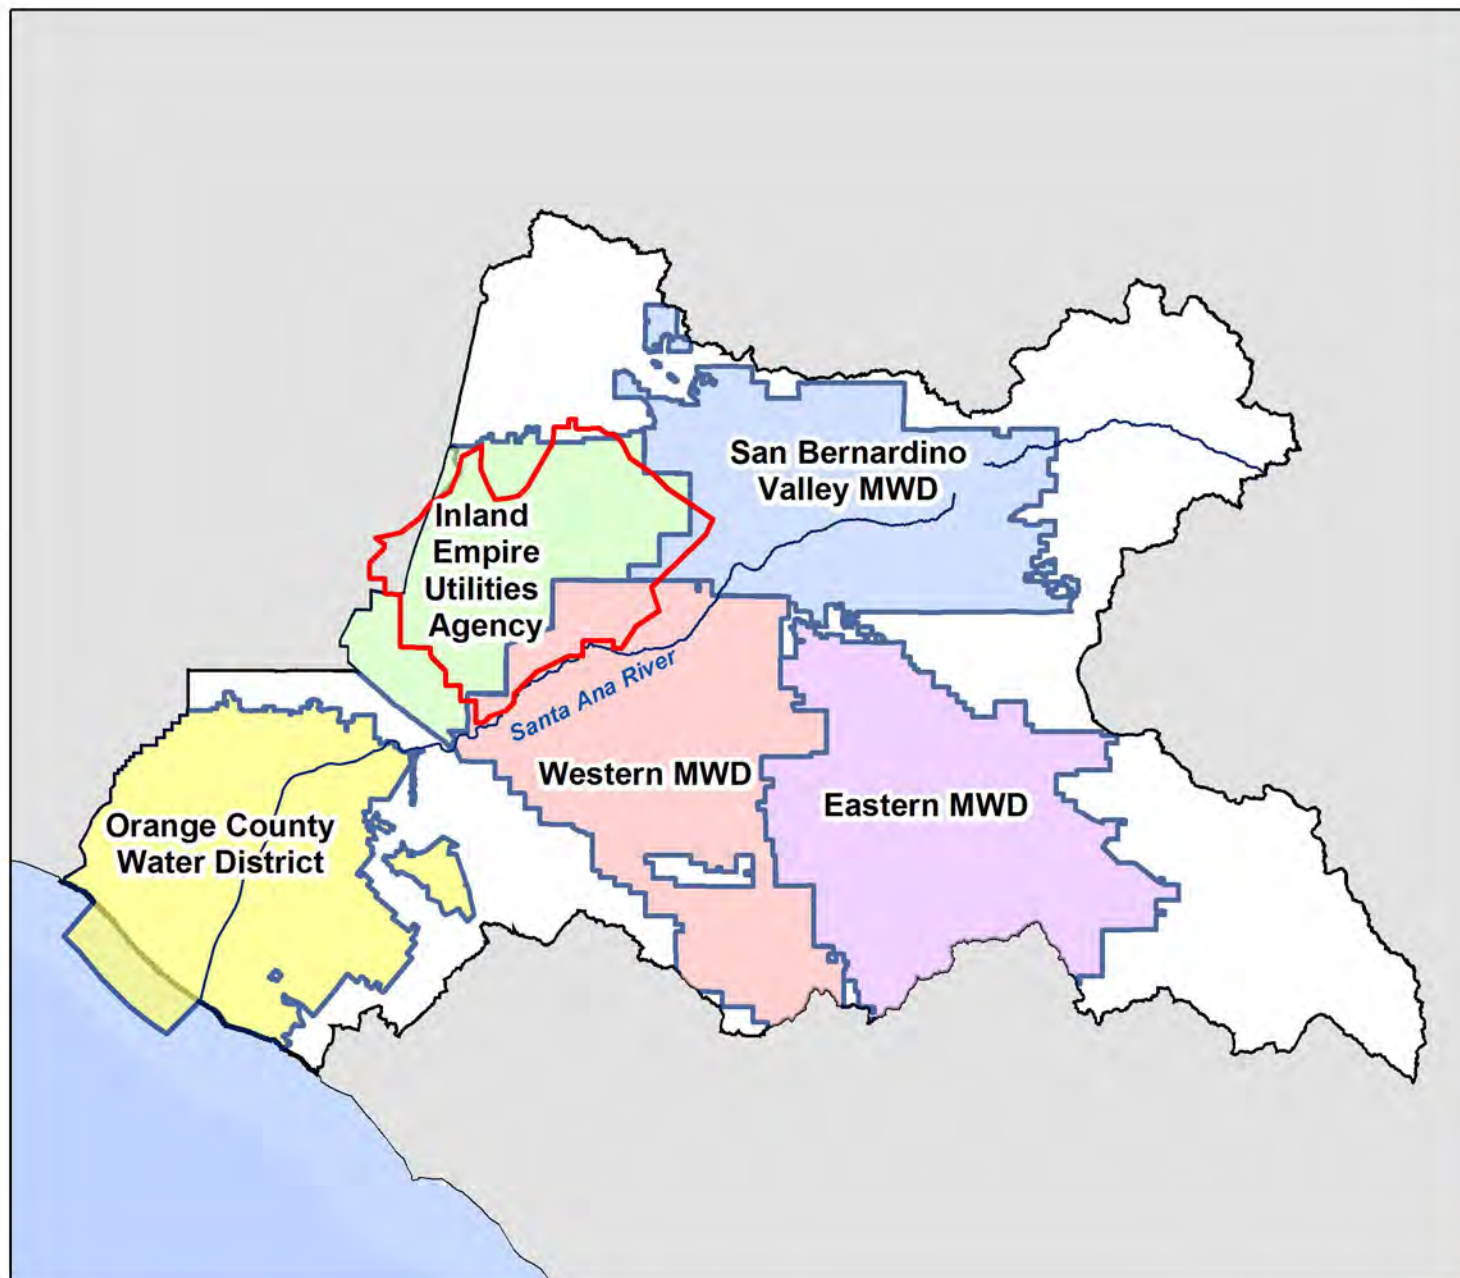 San Bernardino
Valley MWD
Inland
Empire
Utilities
Agency
Santa Ana River
Western MWD
Eastern MWD
Orange County
Water District